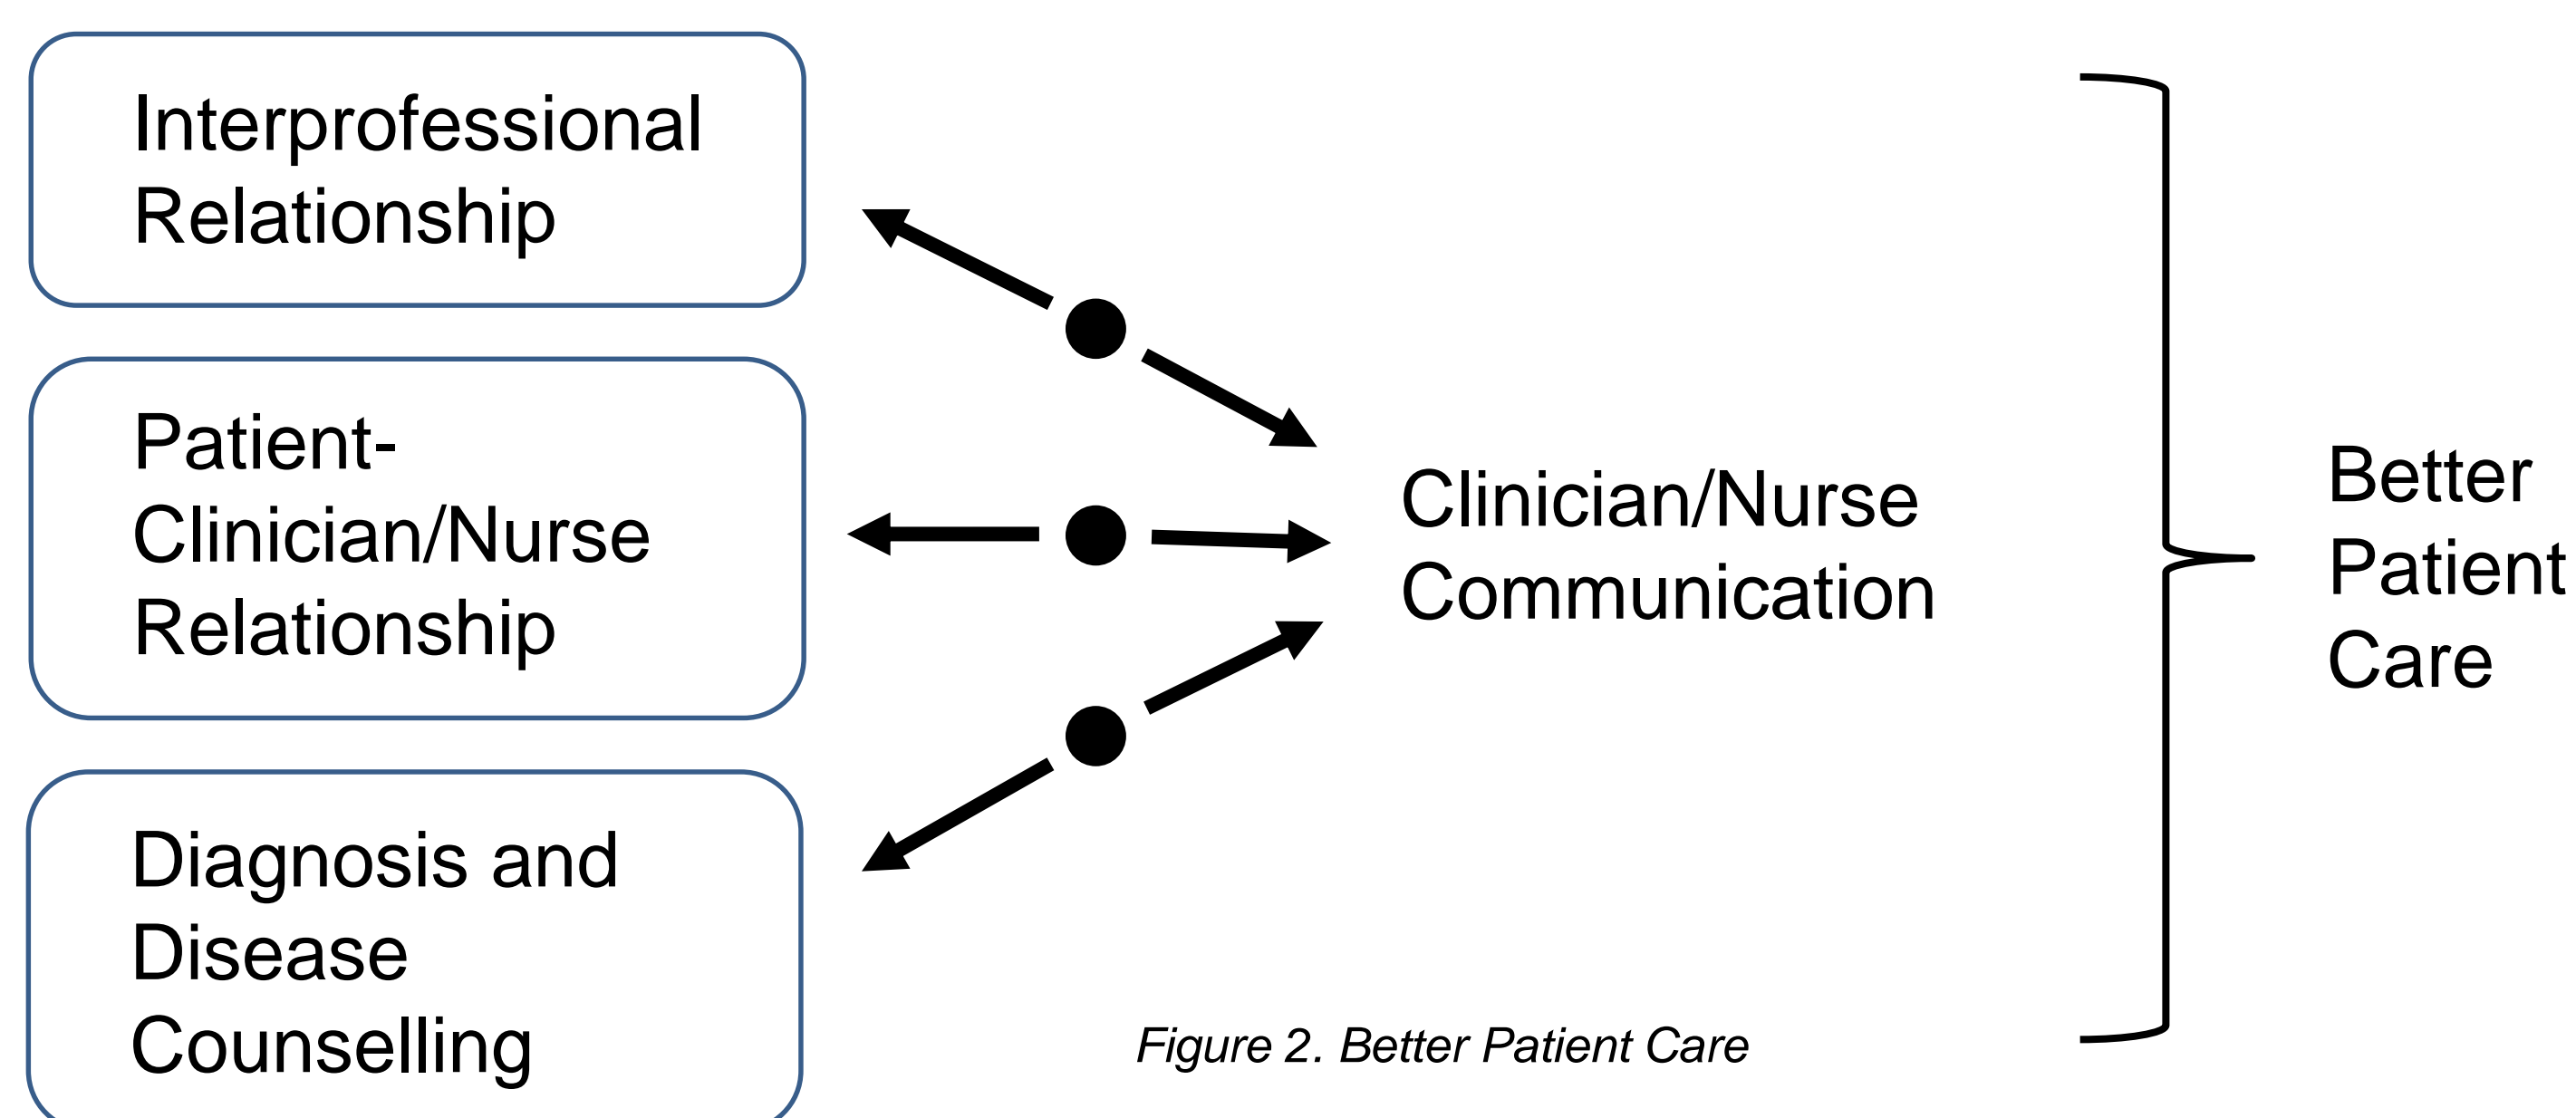 Interprofessional
Relationship
Patient-
Clinician/Nurse
Relationship
Diagnosis and
Disease
Counselling
Clinician/Nurse
Communication
Better
Patient
Care
Figure 2. Better Patient Care